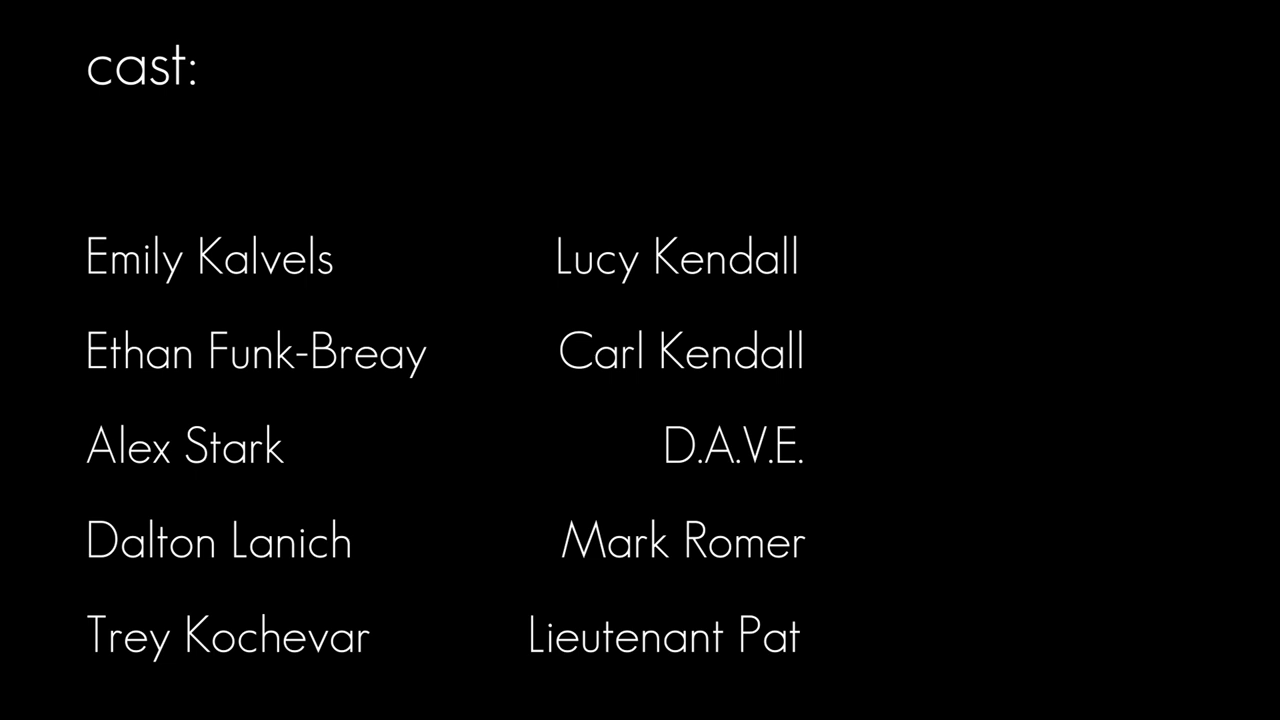 cast:
Emily Kalvels Lucy Kendall
Ethan Funk-Breay Carl Kendall
Alex Stark D.A.V.E.
Dalton Lanich Mark Romer
Trey Kochevar Lieutenant Pat